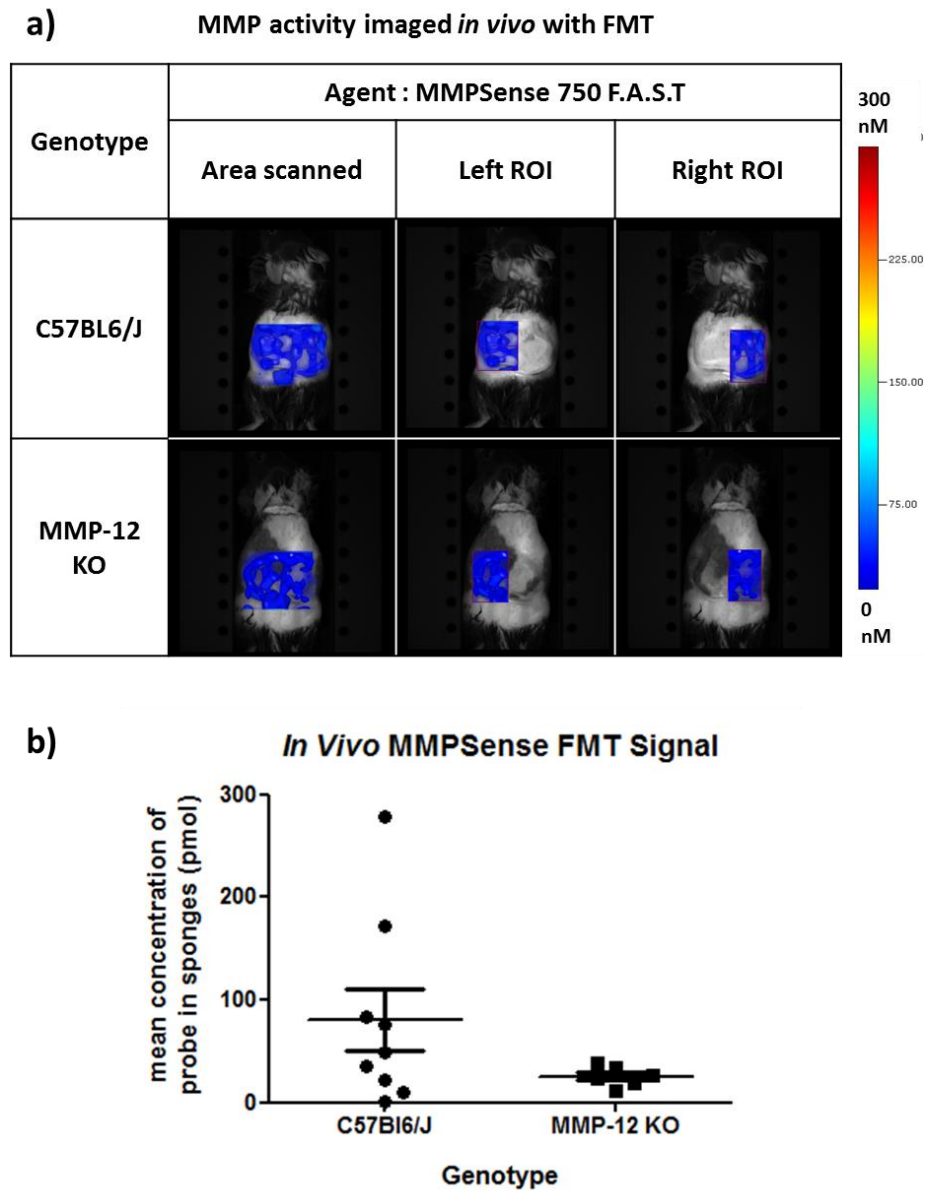 a)
MMP activity imaged in vivo with FMT
Genotype
Agent : MMPSense 750 F.A.S.T
Area scanned
Left ROI
Right ROI
C57BL6/J
MMP-12
KO
300
nM
225.00
150.00
75.00
0
nM
b)
In Vivo MMPSense FMT Signal
mean concentration of
probe in sponges (pmol)
300
200
100
0
C57Bl6/J
MMP-12 KO
Genotype